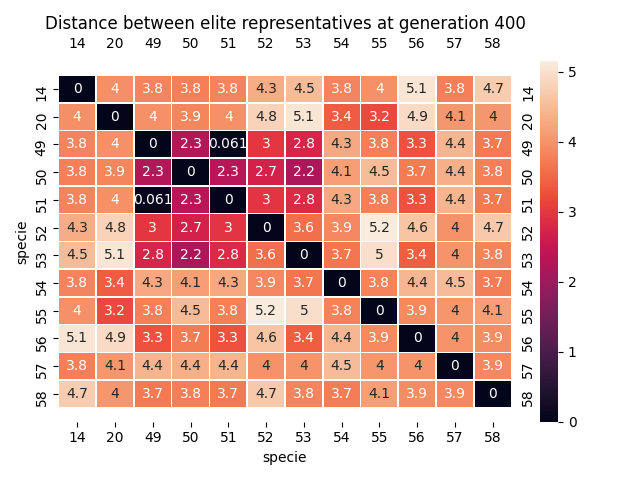 Distance between elite representatives at generation 400
14 20 49 50 51 52 53 54 55 56 57 58
14 0 4 3.8 3.8 3.8 4.3 4.5 3.8 4 5.1 3.8 4.7 14
20 4 0 4 3.9 4 4.8 5.1 3.4 3.2 4.9 4.1 4 20
49 3.8 4 0 2.3 0.061 3 2.8 4.3 3.8 3.3 4.4 3.7 49
50 3.8 3.9 2.3 0 2.3 2.7 2.2 4.1 4.5 3.7 4.4 3.8 50
51 3.8 4 0.061 2.3 0 3 2.8 4.3 3.8 3.3 4.4 3.7 51
52 4.3 4.8 3 2.7 3 0 3.6 3.9 5.2 4.6 4 4.7 52
53 4.5 5.1 2.8 2.2 2.8 3.6 0 3.7 5 3.4 4 3.8 53
54 3.8 3.4 4.3 4.1 4.3 3.9 3.7 0 3.8 4.4 4.5 3.7 54
55 4 3.2 3.8 4.5 3.8 5.2 5 3.8 0 3.9 4 4.1 55
56 5.1 4.9 3.3 3.7 3.3 4.6 3.4 4.4 3.9 0 4 3.9 56
57 3.8 4.1 4.4 4.4 4.4 4 4 4.5 4 4 0 3.9 57
58 4.7 4 3.7 3.8 3.7 4.7 3.8 3.7 4.1 3.9 3.9 0 58
14 20 49 50 51 52 53 54 55 56 57 58
specie
specie
5
4
3
2
1
0